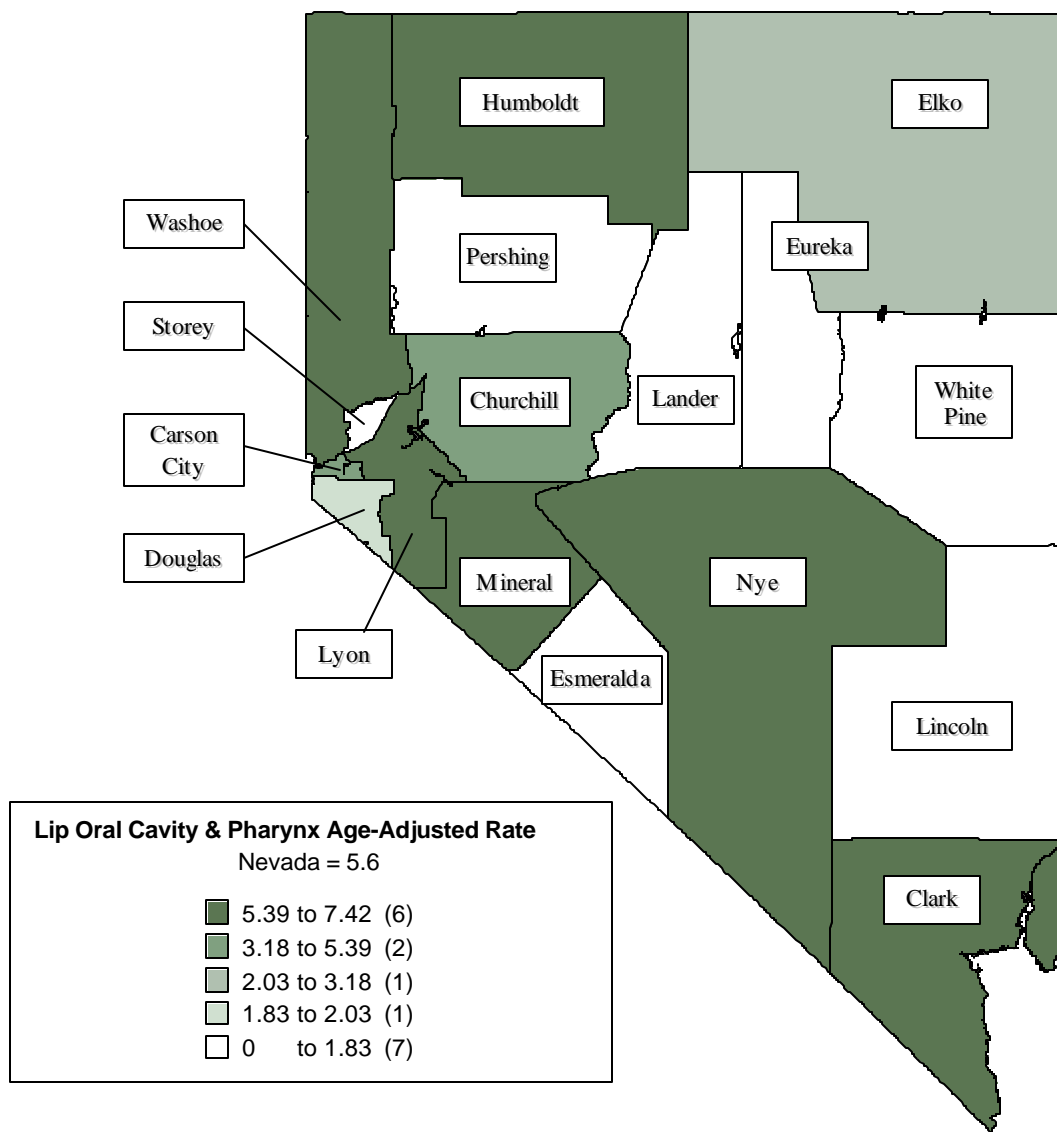 Humboldt
Elko
Washoe
Pershing
Eureka
Storey
Churchill
Lander
White
Pine
Carson
City
Douglas
Mineral
Nye
Lyon
Esmeralda
Lincoln
Clark
Lip Oral Cavity & Pharynx Age-Adjusted Rate
Nevada = 5.6
5.39 to 7.42 (6)
3.18 to 5.39 (2)
2.03 to 3.18 (1)
1.83 to 2.03 (1)
0 to 1.83 (7)